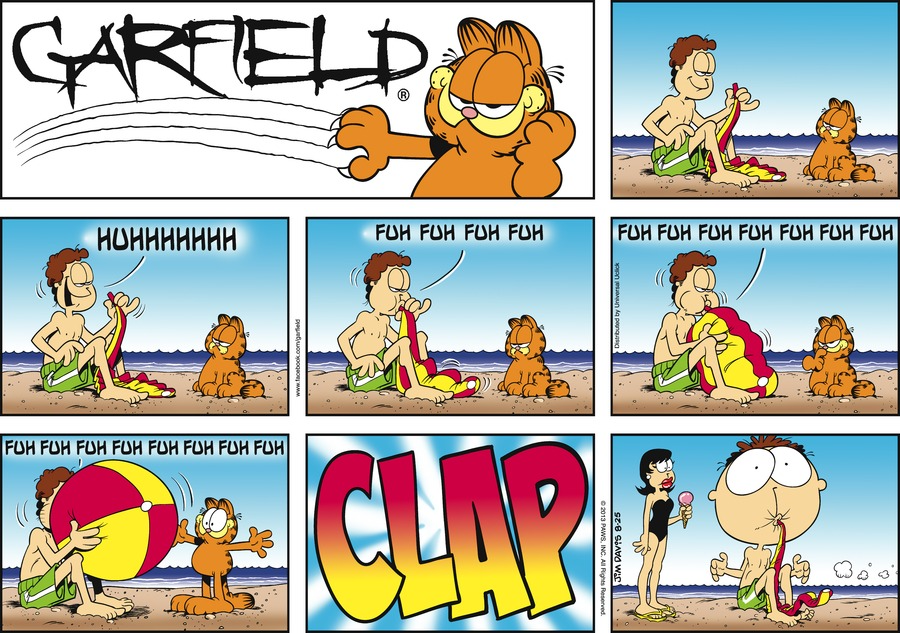 GARFIELD
®
HUHHHHHHH
www.facebook.com/garfield
FUH FUH FUH FUH
FUH FUH FUH FUH FUH FUH FUH
Distributed by Universal Uclick
FUH FUH FUH FUH FUH FUH FUH FUH
CLAP
© 2013 PAWS, INC. All Rights Reserved.
JIM DAVIS 8-25